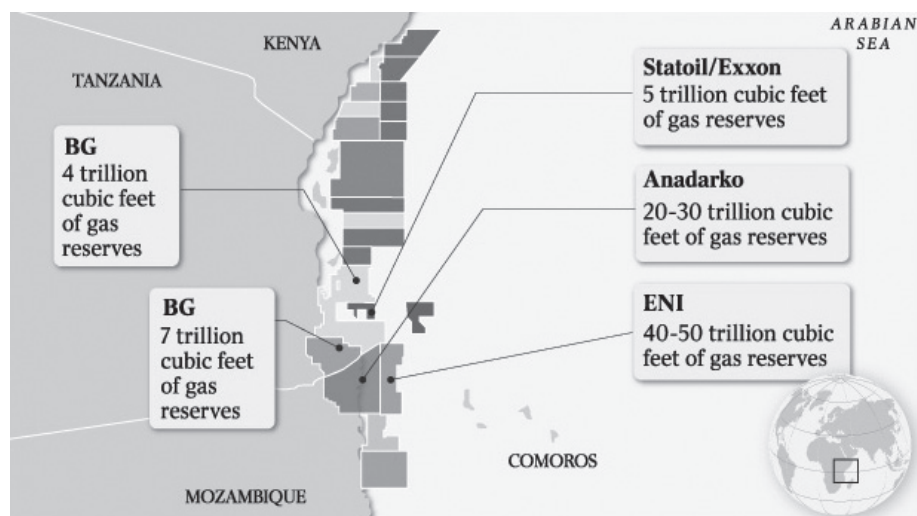 ARABIAN
SEA
KENYA
TANZANIA
Statoil/Exxon
5 trillion cubic feet
of gas reserves
BG
4 trillion
cubic feet
of gas
reserves
Anadarko
20-30 trillion cubic
feet of gas reserves
BG
7 trillion
cubic feet
of gas
reserves
ENI
40-50 trillion cubic
feet of gas reserves
COMOROS
MOZAMBIQUE